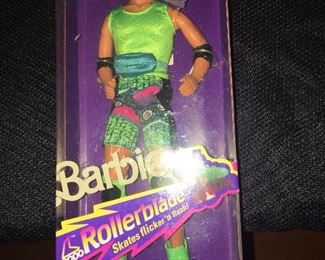 Barbie
Rollerblade
Skates flicker 'n flash!